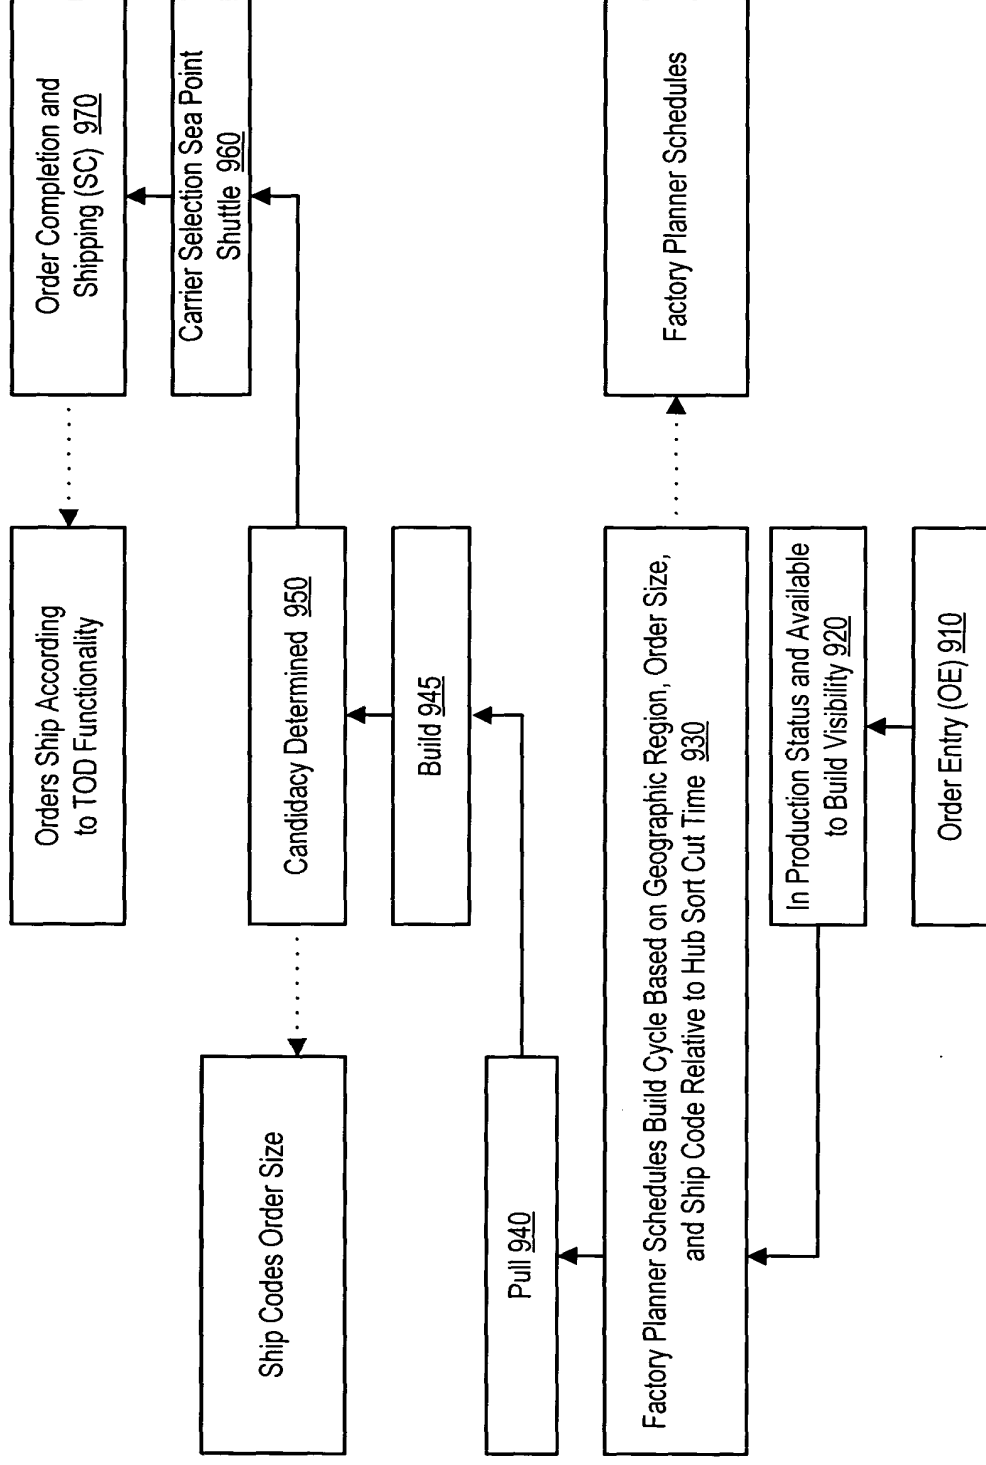 Orders Ship According
to TOD Functionality
Order Completion and
Shipping (SC) 970
Carrier Selection Sea Point
Shuttle 960
Ship Codes Order Size
Candidacy Determined 950
Build 945
Pull 940
Factory Planner Schedules Build Cycle Based on Geographic Region, Order Size,
and Ship Code Relative to Hub Sort Cut Time 930
Factory Planner Schedules
In Production Status and Available
to Build Visibility 920
Order Entry (OE) 910